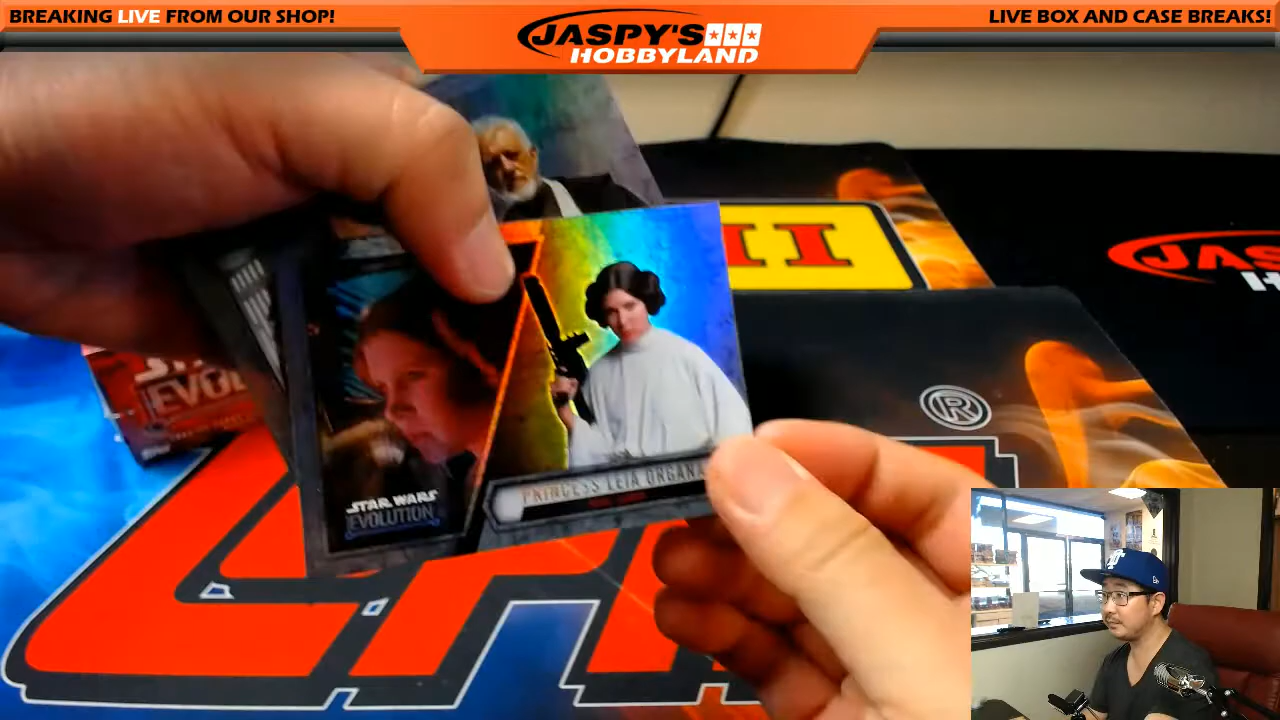 BREAKING LIVE FROM OUR SHOP!
JASPY'S
HOBBYLAND
LIVE BOX AND CASE BREAKS!
II
JAS
H
®
EVOL
STAR WARS
EVOLUTION
PRINCESS LEIA ORGANA